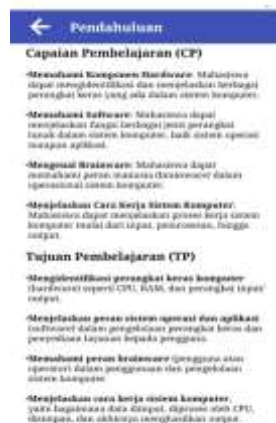 Pendahuluan
Capaian Pembelajaran (CP)
•Memahami Komponen Hardware: Mahasiswa
dapat mengidentifikasi dan menjelaskan berbagai
perangkat keras yang ada dalam sistem komputer.
•Memahami Software: Mahasiswa dapat
menjelaskan fungsi berbagai jenis perangkat
lunak dalam sistem komputer, baik sistem operasi
maupun aplikasi.
•Mengenal Brainware: Mahasiswa dapat
memahami peran manusia (brainware) dalam
operasional sistem komputer.
•Menjelaskan Cara Kerja Sistem Komputer:
Mahasiswa dapat menjelaskan proses kerja sistem
komputer mulai dari input, pemrosesan, hingga
output.
Tujuan Pembelajaran (TP)
•Mengidentifikasi perangkat keras komputer
(hardware) seperti CPU, RAM, dan perangkat input/
output.
•Menjelaskan peran sistem operasi dan aplikasi
(software) dalam pengelolaan perangkat keras dan
penyediaan layanan kepada pengguna.
•Memahami peran brainware (pengguna atau
operator) dalam penggunaan dan pengelolaan
sistem komputer.
•Menjelaskan cara kerja sistem komputer,
yaitu bagaimana data diinput, diproses oleh CPU,
disimpan, dan akhirnya menghasilkan output.